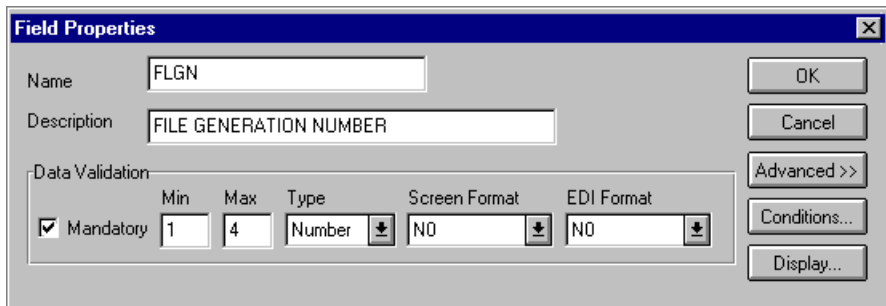 Field Properties
Name FLGN
Description FILE GENERATION NUMBER
Data Validation
Min Max Type Screen Format EDI Format
Mandatory 1 4 Number N0 N0
OK
Cancel
Advanced >>
Conditions...
Display...